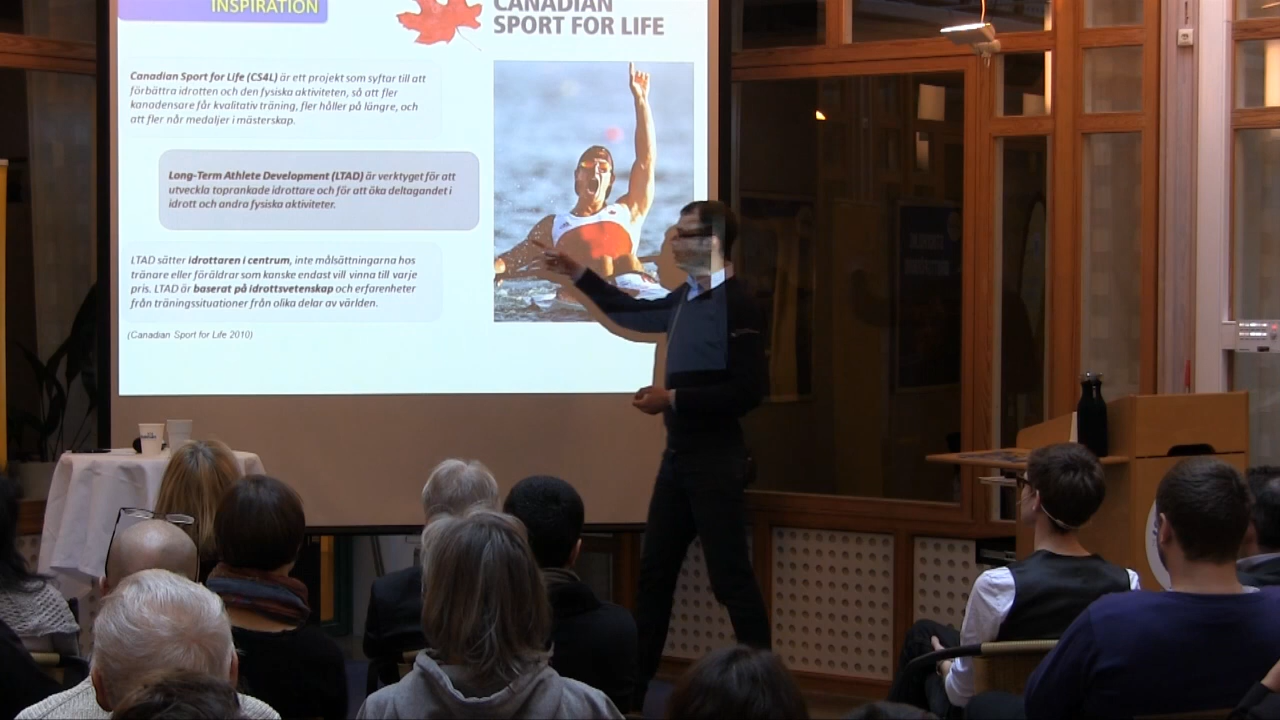 INSPIRATION
CANADIAN
SPORT FOR LIFE
Canadian Sport for Life (CS4L) är ett projekt som syftar till att
förbättra idrotten och den fysiska aktiviteten, så att fler
kanadensare får kvalitativ träning, fler håller på längre, och
att fler når medaljer i mästerskap.
Long-Term Athlete Development (LTAD) är verktyget för att
utveckla toprankade idrottare och för att öka deltagandet i
idrott och andra fysiska aktiviteter.
LTAD sätter idrottaren i centrum, inte målsättningarna hos
tränare eller föräldrar som kanske endast vill vinna till varje
pris. LTAD är baserat på idrottsvetenskap och erfarenheter
från träningssituationer från olika delar av världen.
(Canadian Sport for Life 2010)